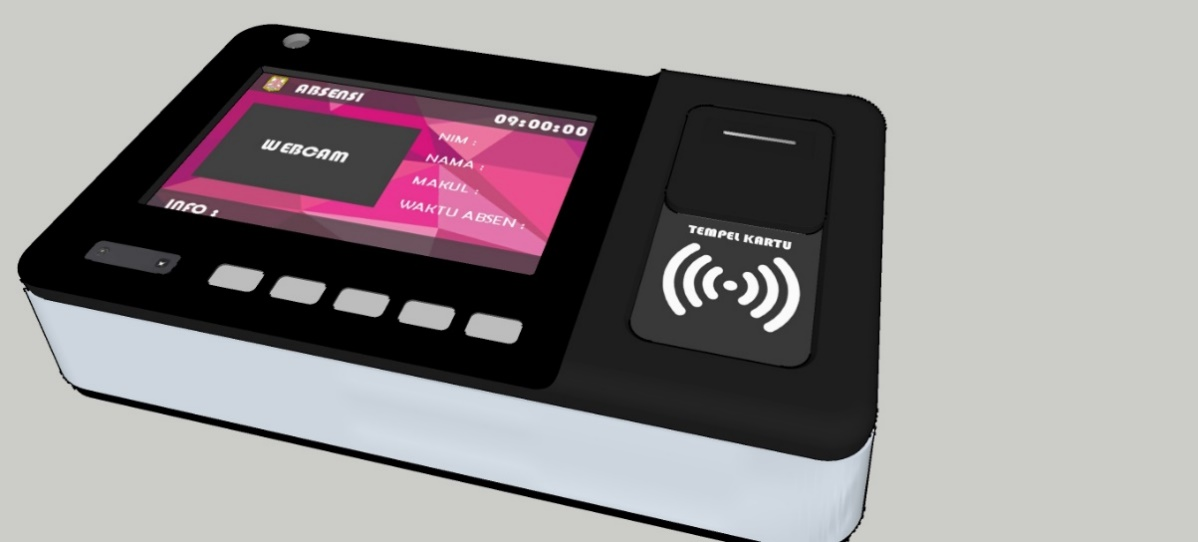 ABSENSI
09:00:00
WEBCAM
NIM :
NAMA :
MAKUL :
WAKTU ABSEN :
INFO :
TEMPEL KARTU